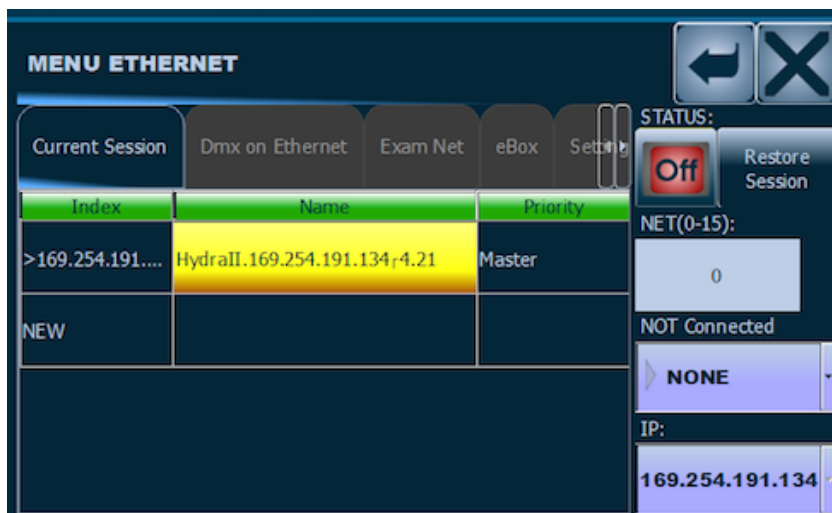 MENU ETHERNET
Current Session
Dmx on Ethernet
Exam Net
eBox
Setting
STATUS:
Off
Restore
Session
Index
Name
Priority
NET(0-15):
>169.254.191....
HydraII.169.254.191.134┌4.21
Master
0
NEW
NOT Connected
NONE
IP:
169.254.191.134